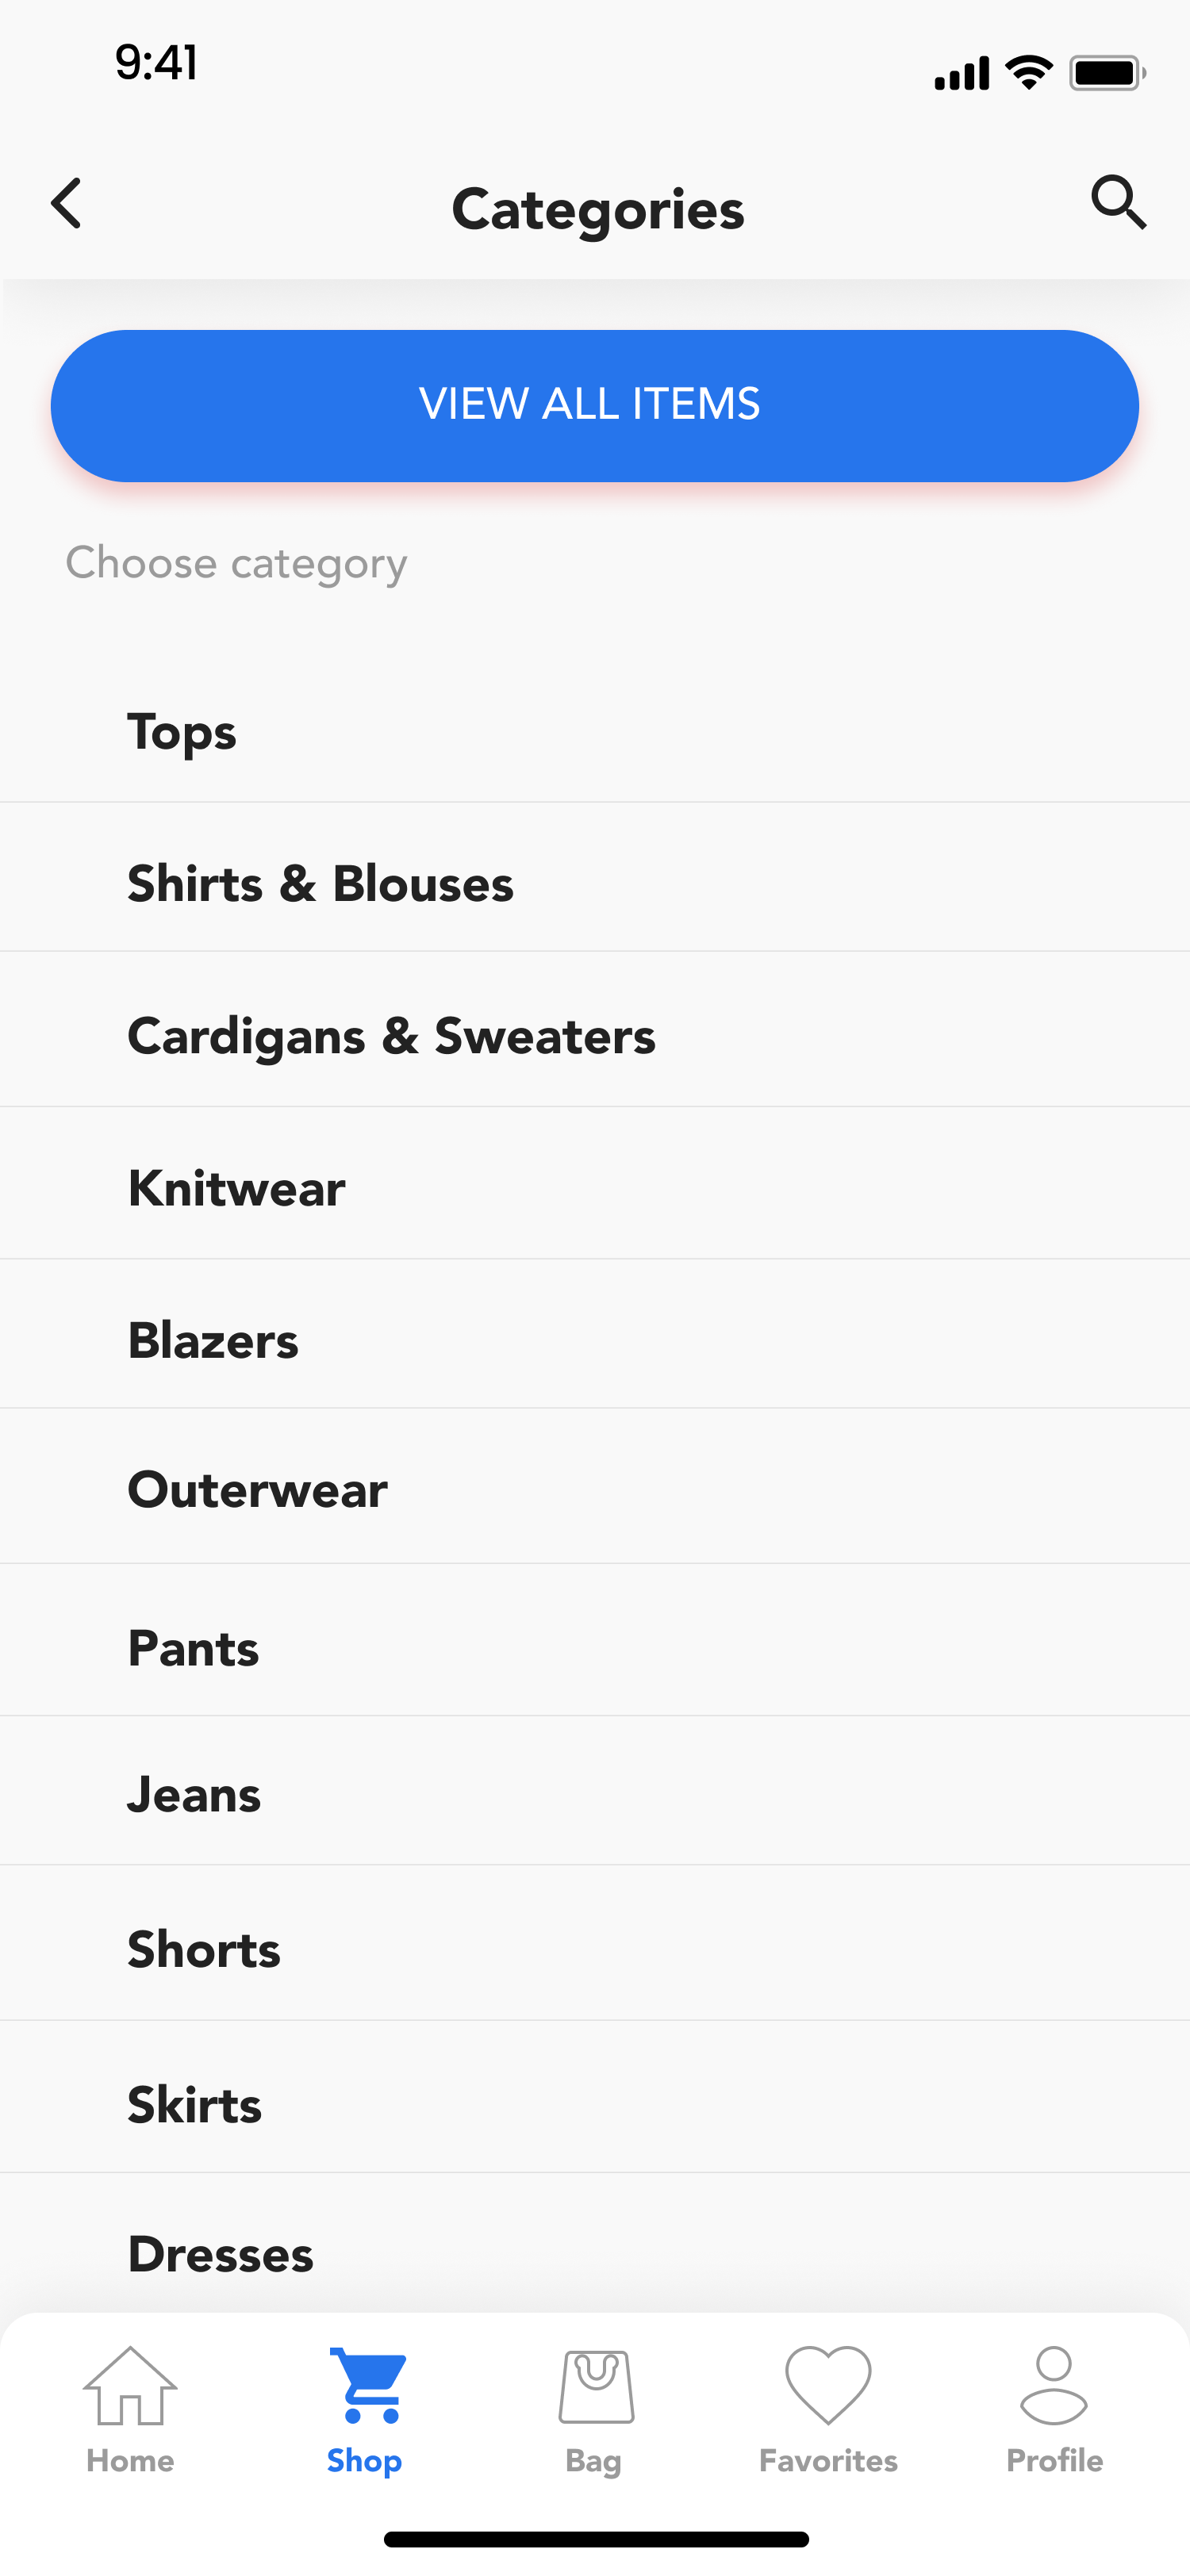 9:41
Categories
VIEW ALL ITEMS
Choose category
Tops
Shirts & Blouses
Cardigans & Sweaters
Knitwear
Blazers
Outerwear
Pants
Jeans
Shorts
Skirts
Dresses
Home
Shop
Bag
Favorites
Profile